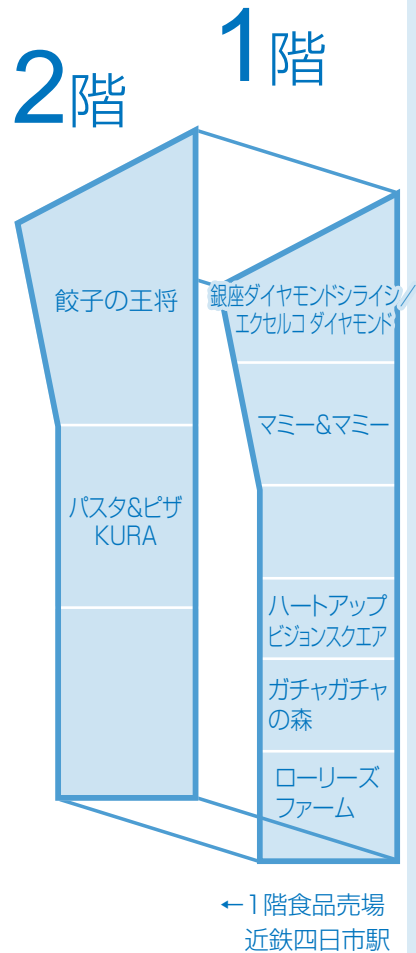 2階
1階
餃子の王将
パスタ&ピザ
KURA
銀座ダイヤモンドシライシ/
エクセルコ ダイヤモンド
マミー&マミー
ハートアップ
ビジョンスクエア
ガチャガチャ
の森
ローリーズ
ファーム
←1階食品売場
近鉄四日市駅